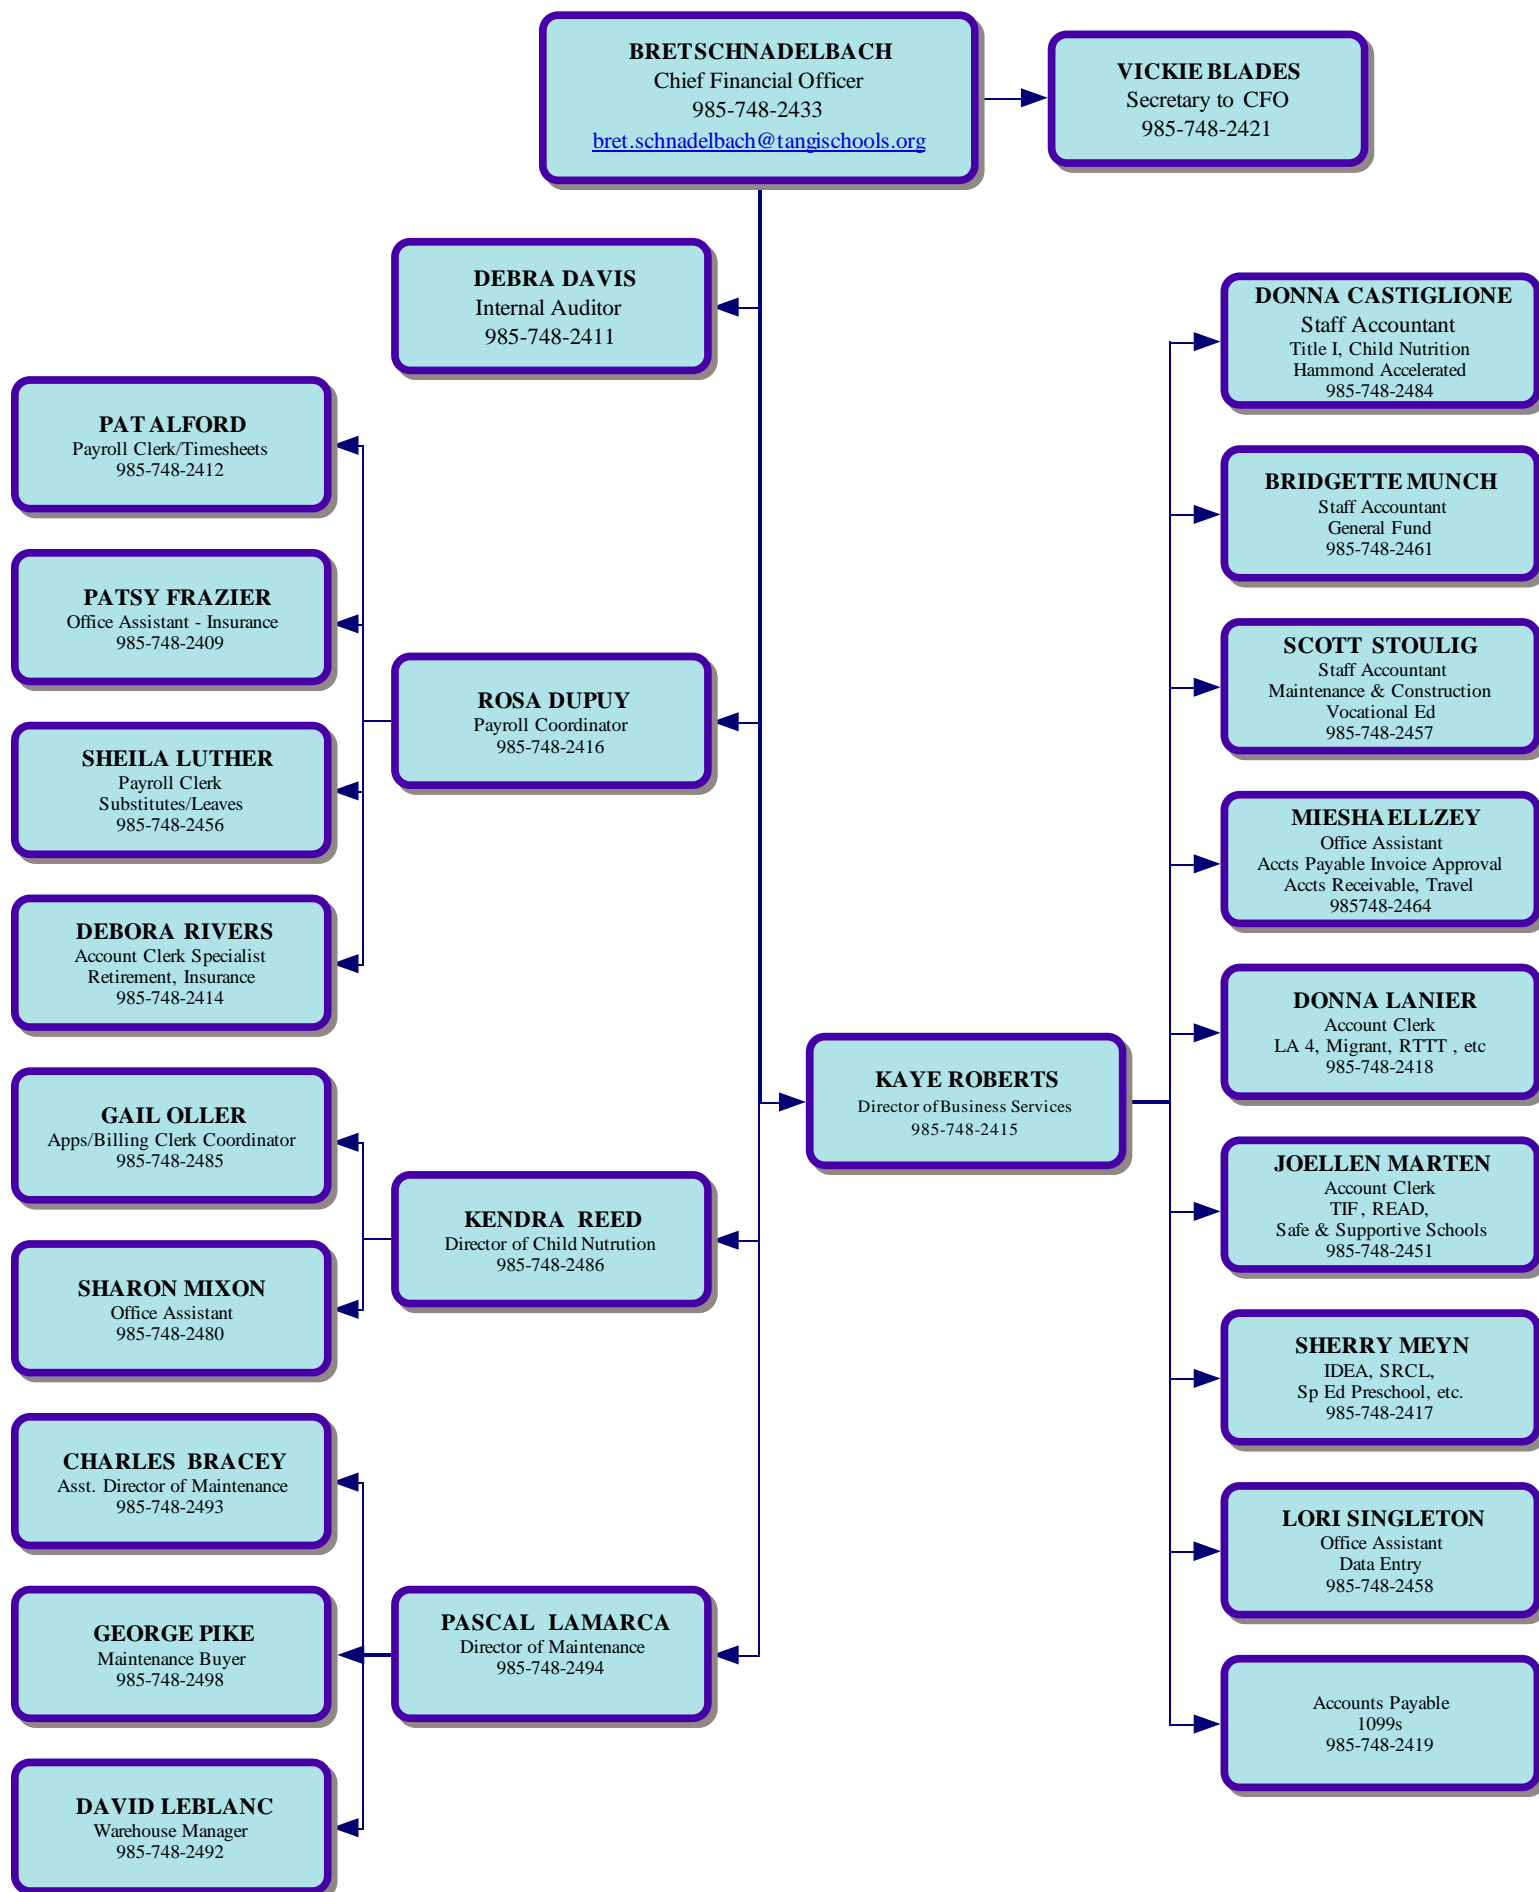 BRET SCHNADELBACH
Chief Financial Officer
985-748-2433
bret.schnadelbach@tangischools.org
VICKIE BLADES
Secretary to CFO
985-748-2421
DEBRA DAVIS
Internal Auditor
985-748-2411
PAT ALFORD
Payroll Clerk/Timesheets
985-748-2412
PATSY FRAZIER
Office Assistant - Insurance
985-748-2409
SHEILA LUTHER
Payroll Clerk
Substitutes/Leaves
985-748-2456
DEBORA RIVERS
Account Clerk Specialist
Retirement, Insurance
985-748-2414
ROSA DUPUY
Payroll Coordinator
985-748-2416
GAIL OLLER
Apps/Billing Clerk Coordinator
985-748-2485
SHARON MIXON
Office Assistant
985-748-2480
KENDRA REED
Director of Child Nutrution
985-748-2486
CHARLES BRACEY
Asst. Director of Maintenance
985-748-2493
GEORGE PIKE
Maintenance Buyer
985-748-2498
DAVID LEBLANC
Warehouse Manager
985-748-2492
PASCAL LAMARCA
Director of Maintenance
985-748-2494
KAYE ROBERTS
Director of Business Services
985-748-2415
DONNA CASTIGLIONE
Staff Accountant
Title I, Child Nutrition
Hammond Accelerated
985-748-2484
BRIDGETTE MUNCH
Staff Accountant
General Fund
985-748-2461
SCOTT STOULIG
Staff Accountant
Maintenance & Construction
Vocational Ed
985-748-2457
MIESHA ELLZEY
Office Assistant
Accts Payable Invoice Approval
Accts Receivable, Travel
985748-2464
DONNA LANIER
Account Clerk
LA 4, Migrant, RTTT , etc
985-748-2418
JOELLEN MARTEN
Account Clerk
TIF, READ,
Safe & Supportive Schools
985-748-2451
SHERRY MEYN
IDEA, SRCL,
Sp Ed Preschool, etc.
985-748-2417
LORI SINGLETON
Office Assistant
Data Entry
985-748-2458
Accounts Payable
1099s
985-748-2419